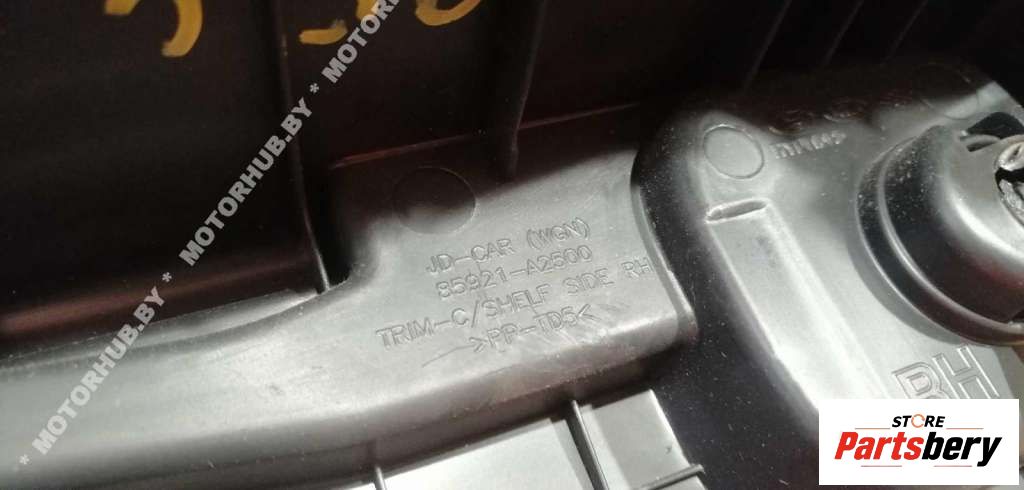 * MOTORHUB.BY * MOTORHUB.BY * MOTORHUB.BY *
JD-CAR (WGN)
85921-A2500
TRIM-C/SHELF SIDE RH
>PP-TD5<
RH
STORE
Partsbery